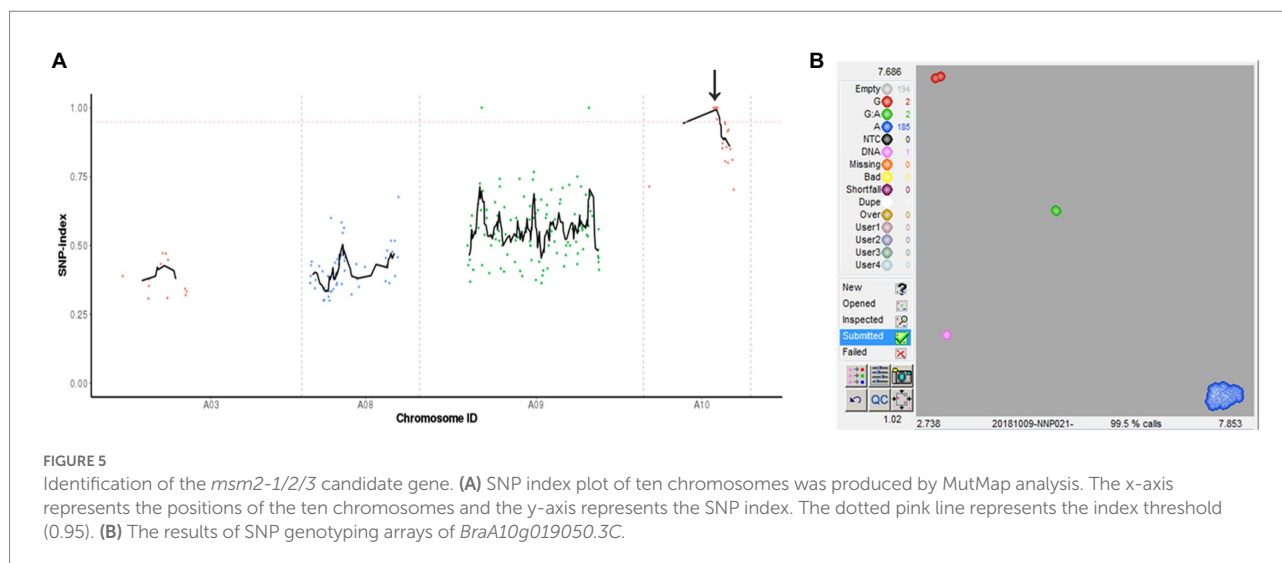 A
1.00
0.75
0.50
0.25
0.00
SNP-index
A03 A08 A09 A10
Chromosome ID
B
7.686
Empty 194
G 2
G:A 2
A 185
NTC 0
DNA 1
Missing 0
Bad
Shortfall 0
Dupe
Over 0
User1 0
User2 0
User3 0
User4
New
Opened
Inspected
Submitted
Failed
QC
1.02
2.738 20181009-NNP021- 99.5 % calls 7.853
FIGURE 5
Identification of the msm2-1/2/3 candidate gene. (A) SNP index plot of ten chromosomes was produced by MutMap analysis. The x-axis
represents the positions of the ten chromosomes and the y-axis represents the SNP index. The dotted pink line represents the index threshold
(0.95). (B) The results of SNP genotyping arrays of BraA10g019050.3C.